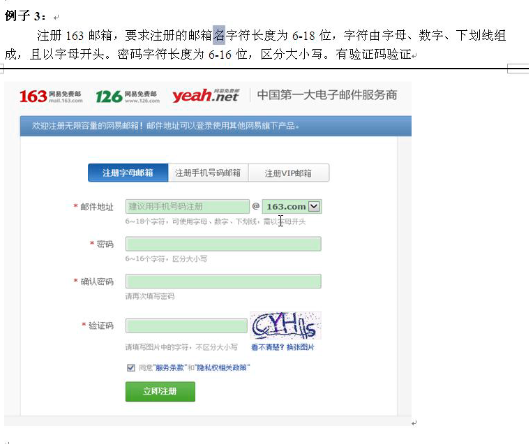 例子 3：
注册 163 邮箱，要求注册的邮箱名字符长度为 6-18 位，字符由字母、数字、下划线组
成，且以字母开头。密码字符长度为 6-16 位，区分大小写。有验证码验证
163 网易免费邮 mail.163.com 126 网易免费邮 www.126.com yeah.net 中国第一大电子邮件服务商
欢迎注册无限容量的网易邮箱！邮件地址可以登录使用其他网易旗下产品。
注册字母邮箱 注册手机号码邮箱 注册VIP邮箱
* 邮件地址 建议用手机号码注册 @ 163.com
6~18个字符，可使用字母、数字、下划线，需以字母开头
* 密码
6~16个字符，区分大小写
* 确认密码
请再次填写密码
* 验证码
请填写图片中的字符，不区分大小写 看不清楚？换张图片
同意"服务条款"和"隐私权相关政策"
立即注册